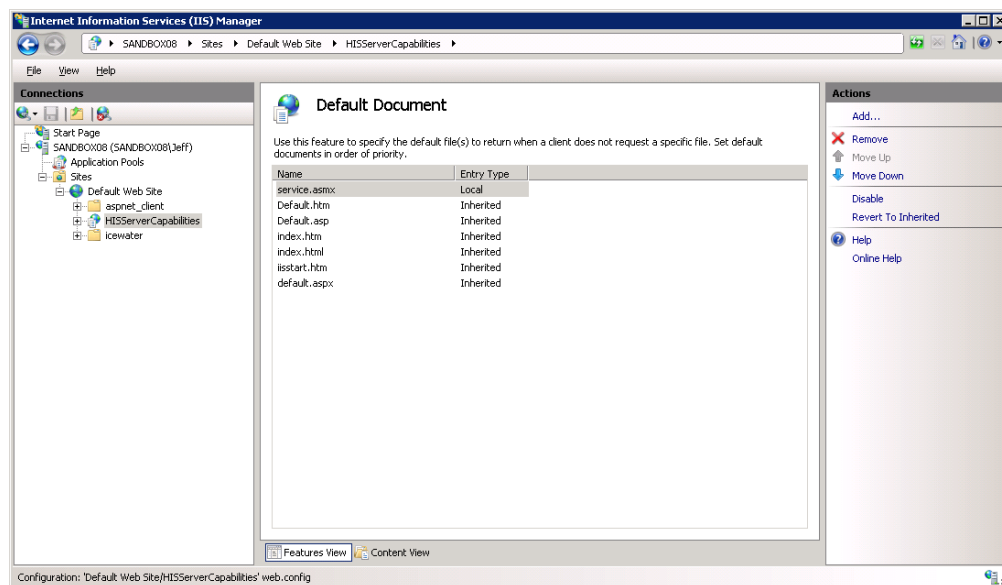 Internet Information Services (IIS) Manager
SANDBOX08 Sites Default Web Site HISServerCapabilities
File View Help
Connections
Start Page
SANDBOX08 (SANDBOX08\Jeff)
Application Pools
Sites
Default Web Site
aspnet_client
HISServerCapabilities
icewater
Default Document
Use this feature to specify the default file(s) to return when a client does not request a specific file. Set default
documents in order of priority.
Name Entry Type
service.asmx Local
Default.htm Inherited
Default.asp Inherited
index.htm Inherited
index.html Inherited
iisstart.htm Inherited
default.aspx Inherited
Features View Content View
Actions
Add...
Remove
Move Up
Move Down
Disable
Revert To Inherited
Help
Online Help
Configuration: 'Default Web Site/HISServerCapabilities' web.config